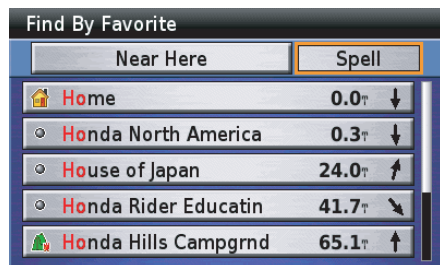 Find By Favorite
Near Here Spell
Home 0.0
Honda North America 0.3
House of Japan 24.0
Honda Rider Educatin 41.7
Honda Hills Campgrnd 65.1